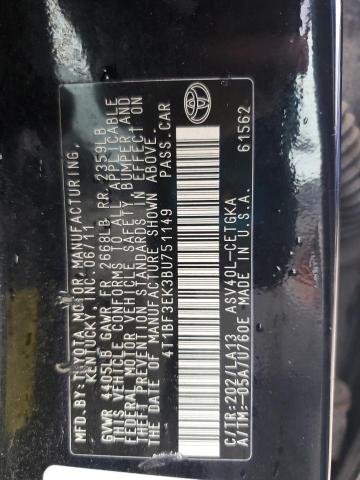 MFD. BY: TOYOTA MOTOR MANUFACTURING,
KENTUCKY, INC. 06/11
GVWR 4405LB GAWR FR 2668LB RR 2359LB
THIS VEHICLE CONFORMS TO ALL APPLICABLE
FEDERAL MOTOR VEHICLE SAFETY, BUMPER, AND
THEFT PREVENTION STANDARDS IN EFFECT ON
THE DATE OF MANUFACTURE SHOWN ABOVE.
4T1BF3EK3BU751149 PASS.CAR
C/TR:202/LA13 ASV40L-CETGKA
A/TM:-05A/U760E MADE IN U.S.A.
61562
TOYOTA